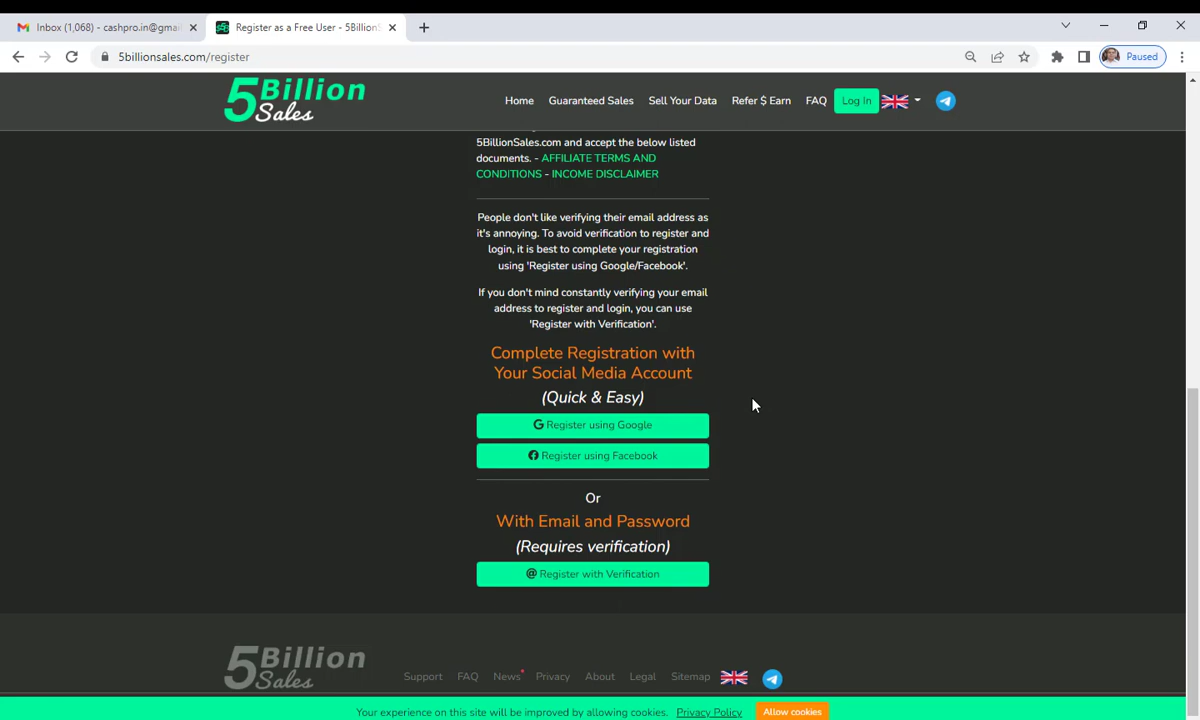 Inbox (1,068) - cashpro.in@gmai
Register as a Free User - 5Billion
5billionsales.com/register
Paused
5Billion
Sales
Home
Guaranteed Sales
Sell Your Data
Refer $ Earn
FAQ
Log In
5BillionSales.com and accept the below listed
documents. - AFFILIATE TERMS AND
CONDITIONS - INCOME DISCLAIMER
People don't like verifying their email address as
it's annoying. To avoid verification to register and
login, it is best to complete your registration
using 'Register using Google/Facebook'.
If you don't mind constantly verifying your email
address to register and login, you can use
'Register with Verification'.
Complete Registration with
Your Social Media Account
(Quick & Easy)
Register using Google
Register using Facebook
Or
With Email and Password
(Requires verification)
@ Register with Verification
5Billion
Sales
Support
FAQ
News
Privacy
About
Legal
Sitemap
Your experience on this site will be improved by allowing cookies. Privacy Policy
Allow cookies